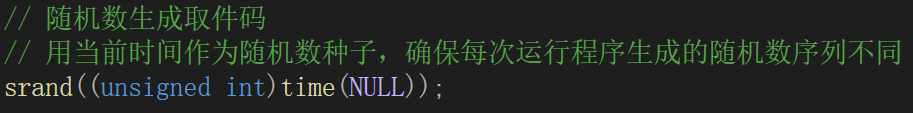 // 随机数生成取件码
// 用当前时间作为随机数种子，确保每次运行程序生成的随机数序列不同
srand((unsigned int)time(NULL));